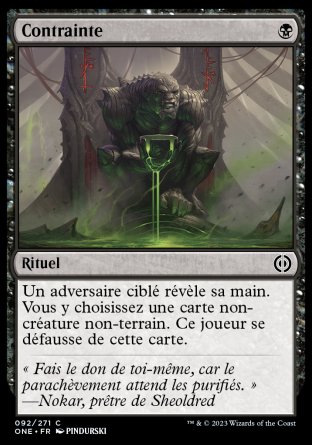 Contrainte
Rituel
Un adversaire ciblé révèle sa main.
Vous y choisissez une carte non-
créature non-terrain. Ce joueur se
défausse de cette carte.
« Fais le don de toi-même, car le
parachèvement attend les purifiés. »
—Nokar, prêtre de Sheoldred
092/271 C
ONE • FR PINDURSKI
™ & © 2023 Wizards of the Coast